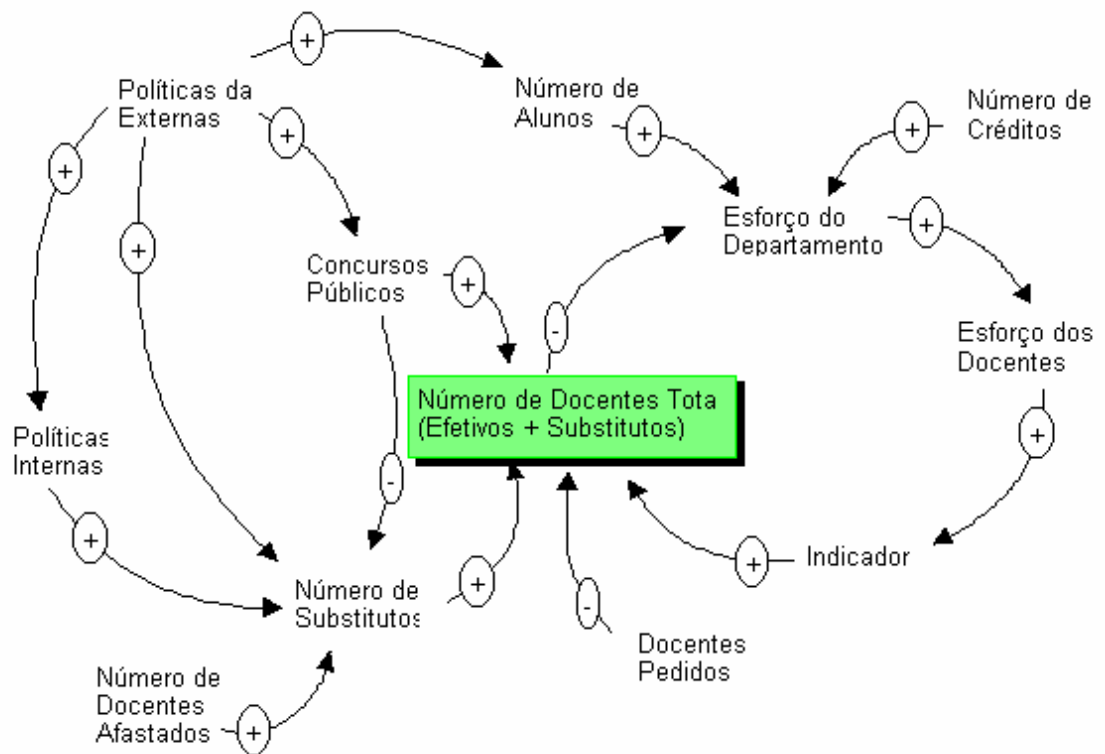 +
Políticas da
Externas
Número de
Alunos
Número de
Créditos
+
+
+
+
Esforço do
Departamento
+
+
Concursos
Públicos
+
-
Esforço dos
Docentes
Número de Docentes Tota
(Efetivos + Substitutos)
Políticas
Internas
+
-
+
+
Indicador
Número de
Substitutos
+
-
Docentes
Pedidos
Número de
Docentes
Afastados
+